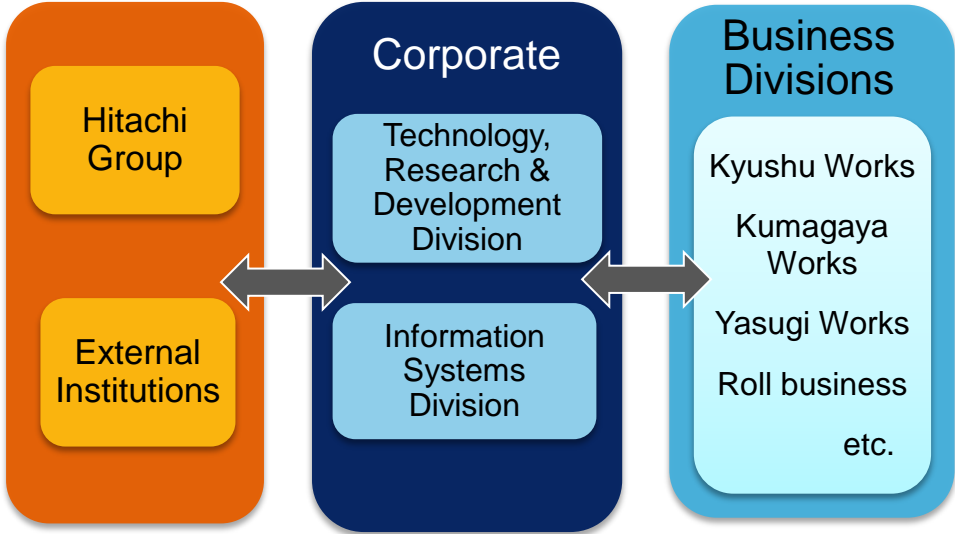 Hitachi
Group
External
Institutions
Corporate
Technology,
Research &
Development
Division
Information
Systems
Division
Business
Divisions
Kyushu Works
Kumagaya
Works
Yasugi Works
Roll business
etc.